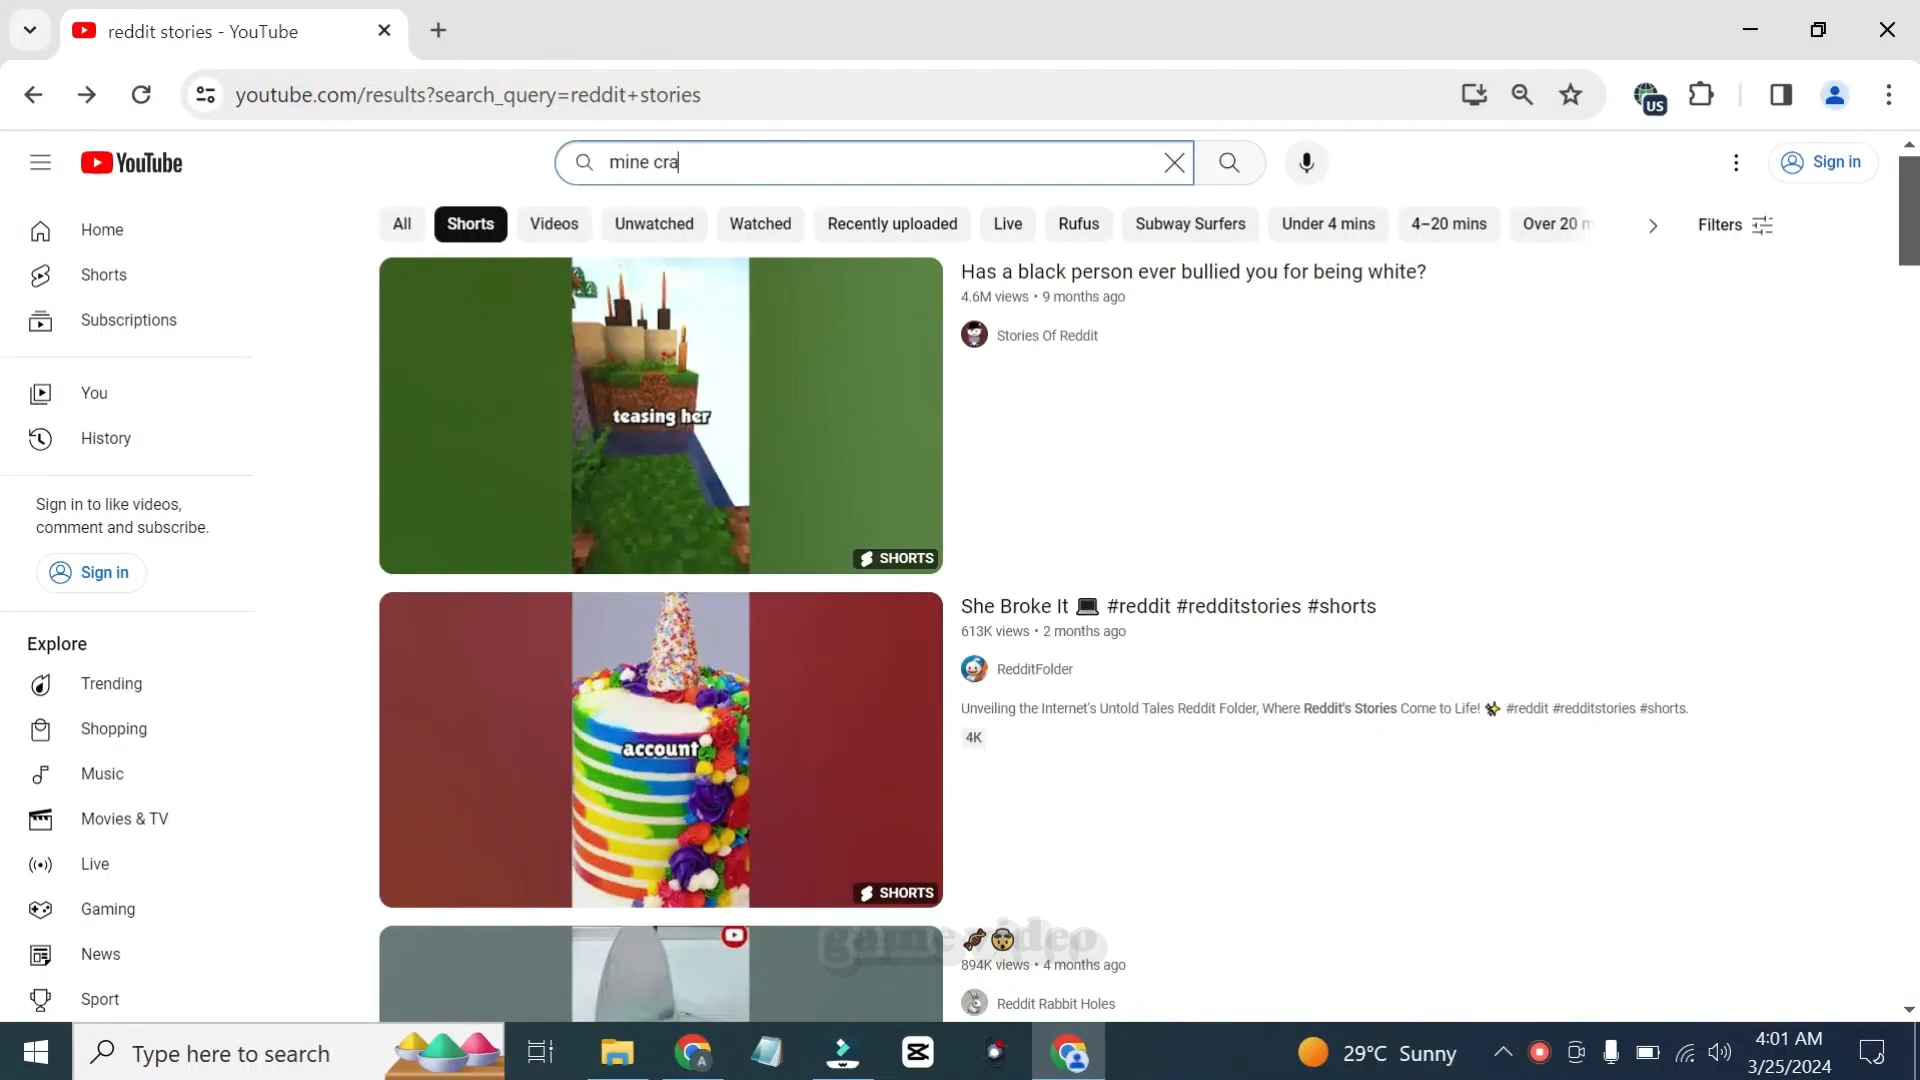 reddit stories - YouTube
youtube.com/results?search_query=reddit+stories
US
YouTube
mine cra
Sign in
Home
Shorts
Subscriptions
You
History
Sign in to like videos,
comment and subscribe.
Sign in
Explore
Trending
Shopping
Music
Movies & TV
Live
Gaming
News
Sport
All Shorts Videos Unwatched Watched Recently uploaded Live Rufus Subway Surfers Under 4 mins 4–20 mins Over 20 m Filters
teasing her
SHORTS
Has a black person ever bullied you for being white?
4.6M views • 9 months ago
Stories Of Reddit
account
SHORTS
She Broke It 💻 #reddit #redditstories #shorts
613K views • 2 months ago
RedditFolder
Unveiling the Internet's Untold Tales Reddit Folder, Where Reddit's Stories Come to Life! ✨ #reddit #redditstories #shorts.
4K
game video
894K views • 4 months ago
Reddit Rabbit Holes
Type here to search
A
29°C Sunny
4:01 AM
3/25/2024